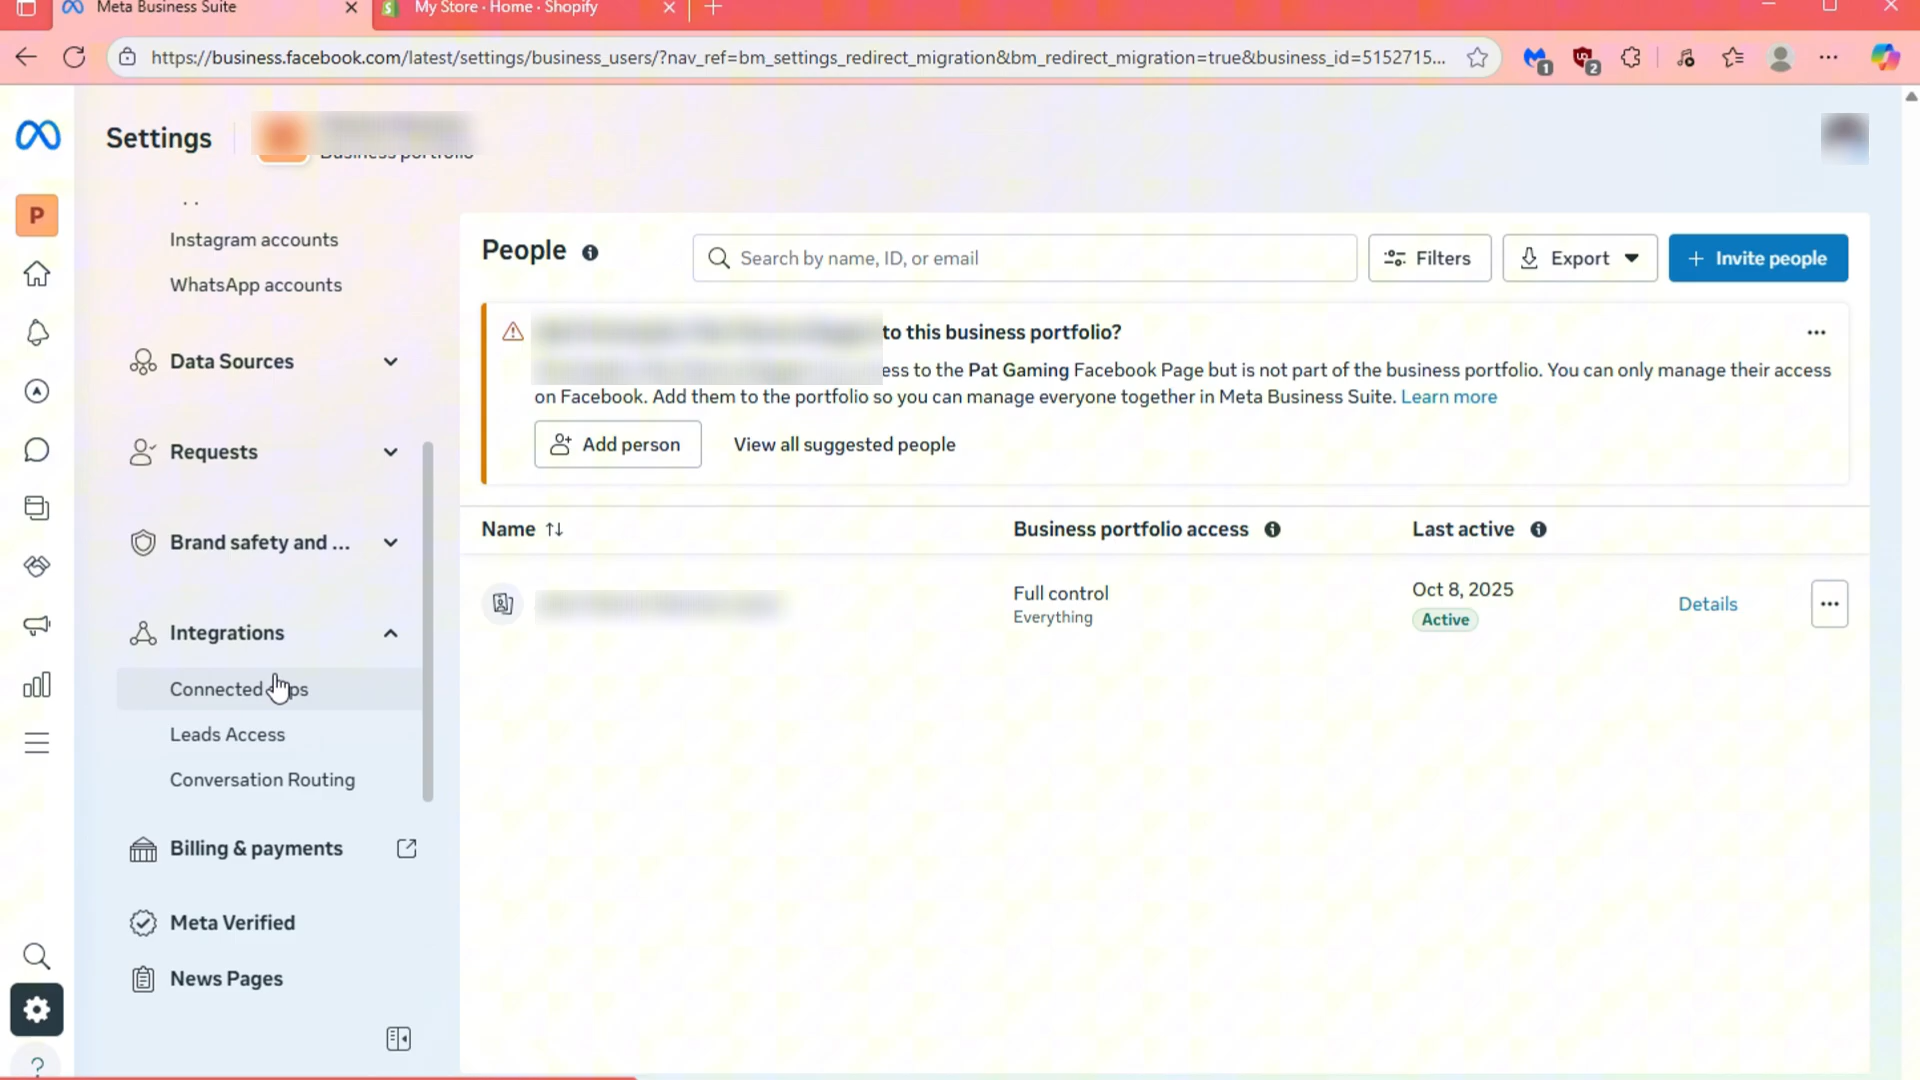 Meta Business Suite
My Store · Home · Shopify
https://business.facebook.com/latest/settings/business_users/?nav_ref=bm_settings_redirect_migration&bm_redirect_migration=true&business_id=5152715...
1
2
Settings
Business portfolio
P
Instagram accounts
WhatsApp accounts
Data Sources
Requests
Brand safety and ...
Integrations
Connected
Leads Access
Conversation Routing
Billing & payments
Meta Verified
News Pages
People
Search by name, ID, or email
Filters
Export
+ Invite people
to this business portfolio?
ess to the Pat Gaming Facebook Page but is not part of the business portfolio. You can only manage their access
on Facebook. Add them to the portfolio so you can manage everyone together in Meta Business Suite. Learn more
Add person
View all suggested people
Name
Business portfolio access
Last active
Full control
Everything
Oct 8, 2025
Active
Details